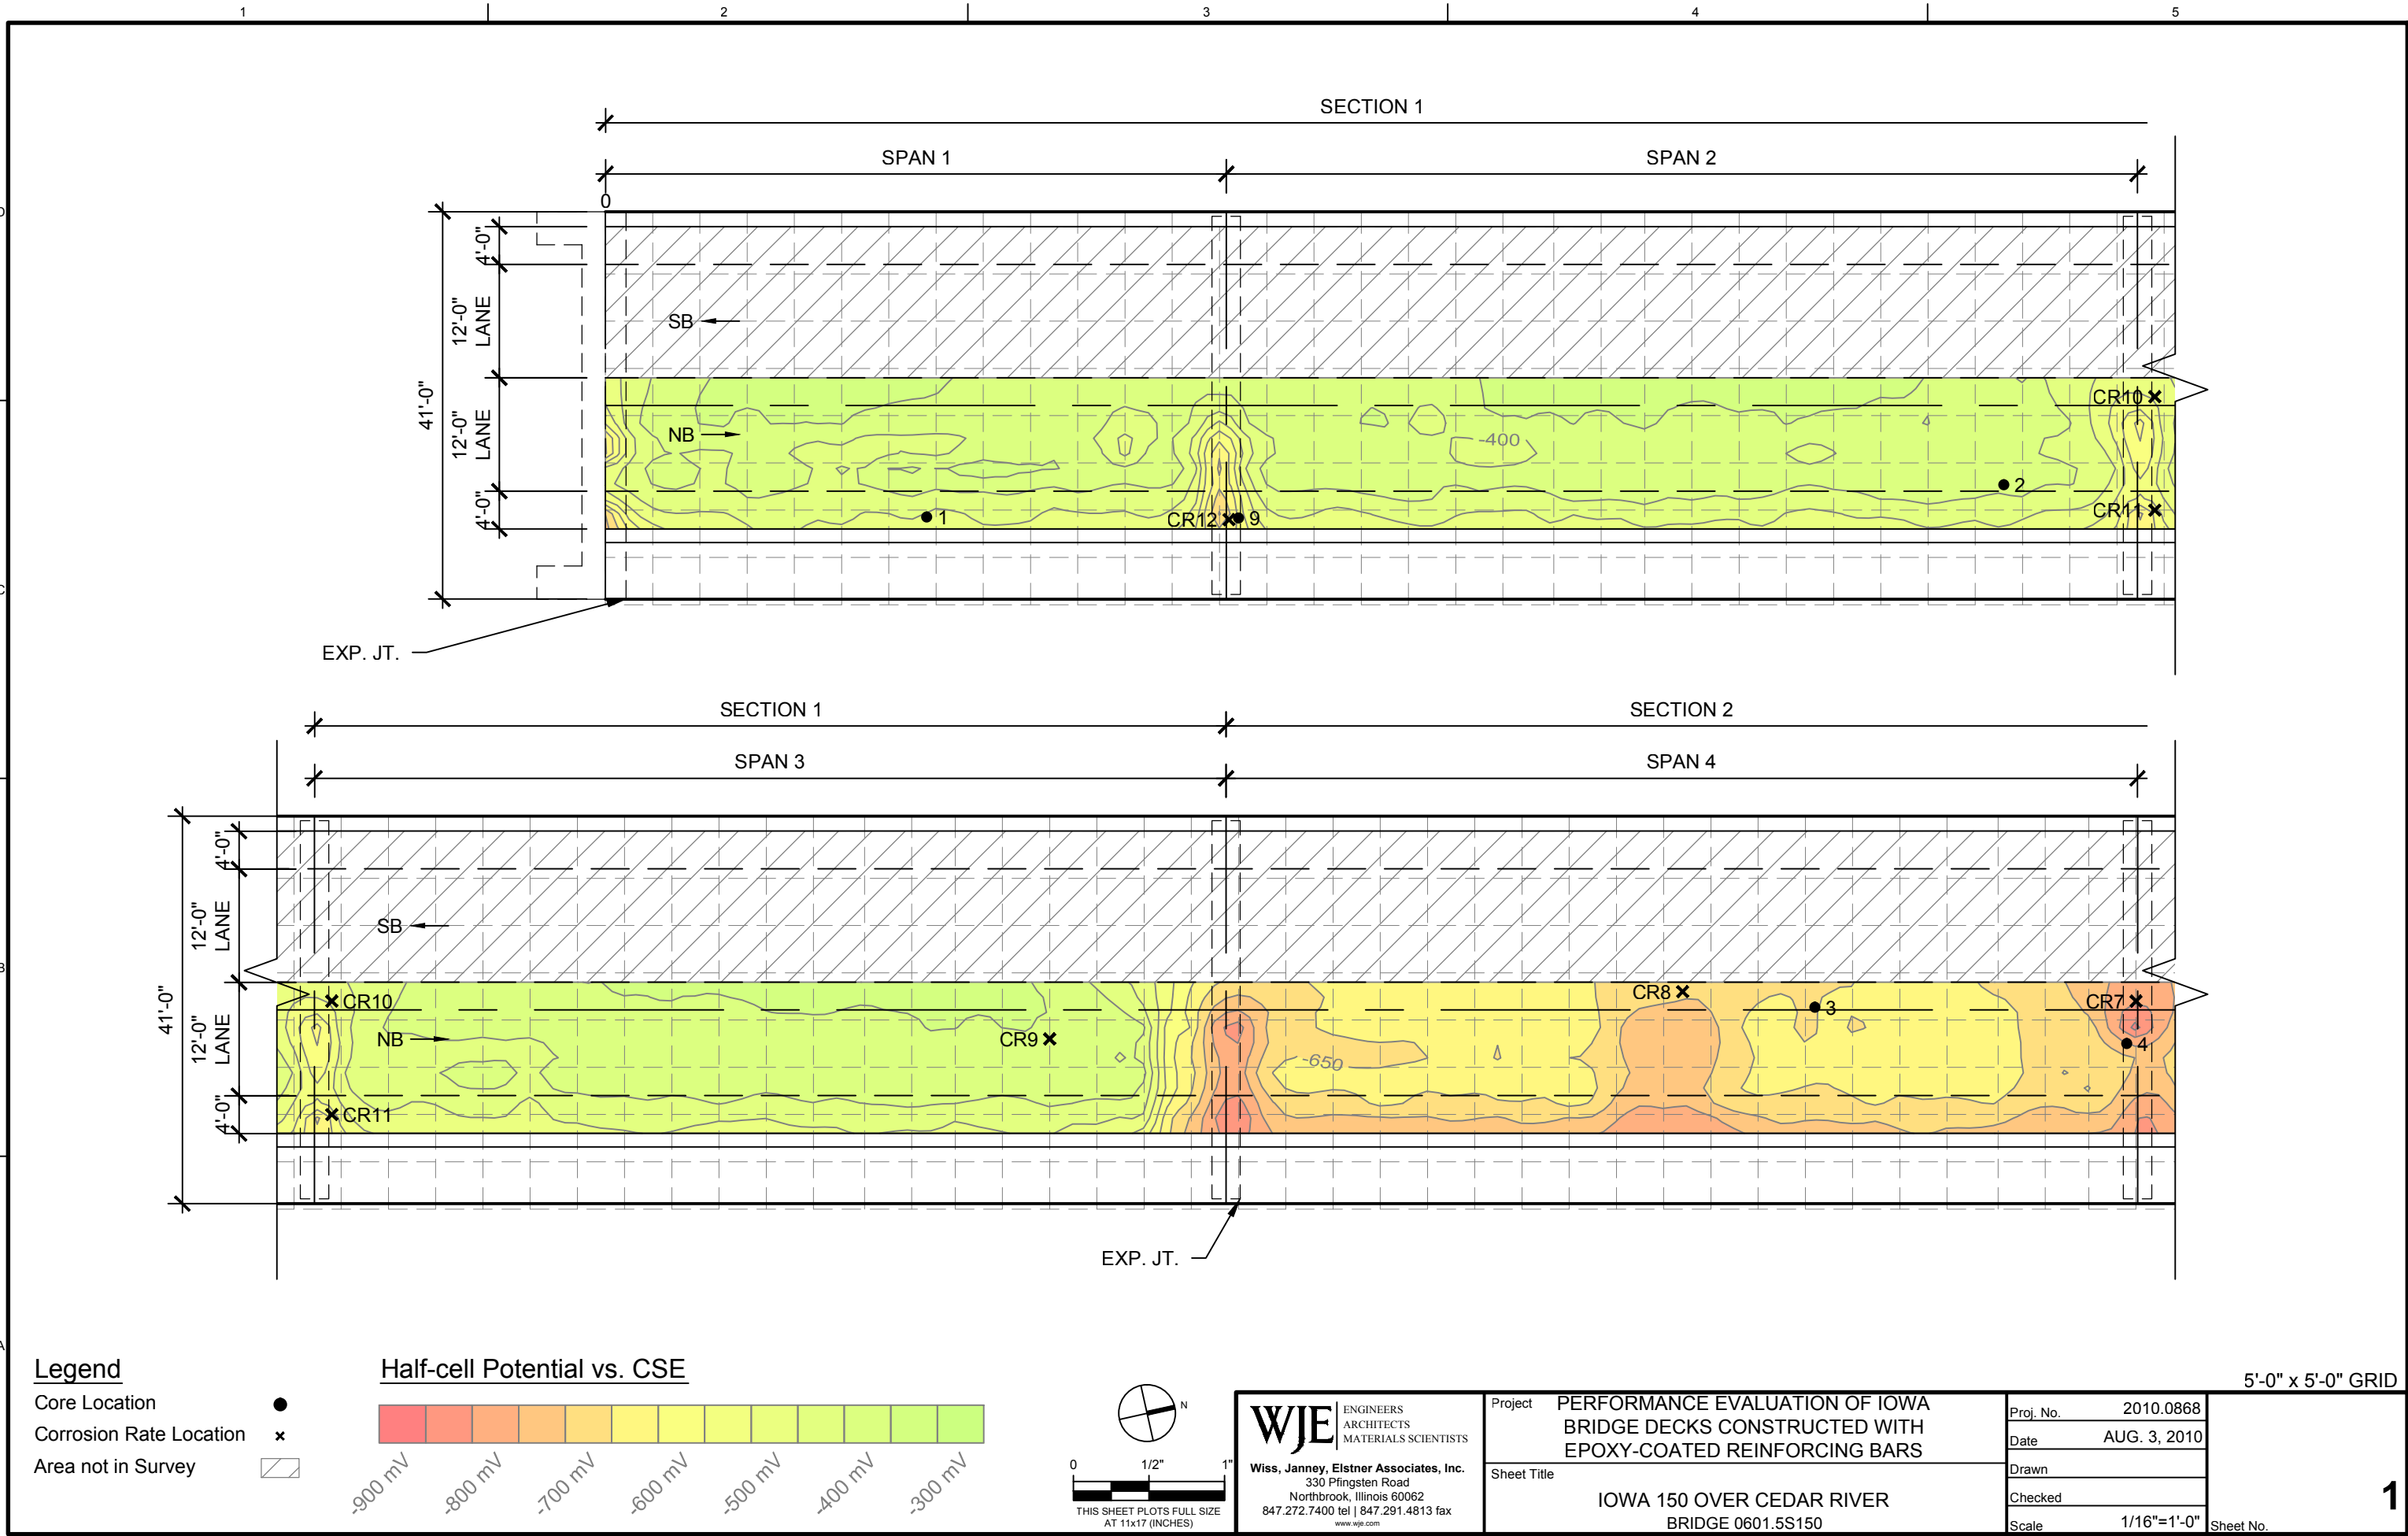 1 2 3 4 5
SECTION 1
SPAN 1 SPAN 2
0
4'-0"
12'-0"
LANE
12'-0"
LANE
4'-0"
41'-0"
SB
NB
-400
CR10
2
CR11
1
CR12 9
EXP. JT.
SECTION 1 SECTION 2
SPAN 3 SPAN 4
4'-0"
12'-0"
LANE
12'-0"
LANE
4'-0"
41'-0"
SB
NB
CR10
CR11
CR9
-650
CR8
3
CR7
4
EXP. JT.
D
C
B
A
Legend
Core Location
Corrosion Rate Location
Area not in Survey
Half-cell Potential vs. CSE
-900 mV -800 mV -700 mV -600 mV -500 mV -400 mV -300 mV
N
0 1/2" 1"
THIS SHEET PLOTS FULL SIZE
AT 11x17 (INCHES)
WJE
ENGINEERS
ARCHITECTS
MATERIALS SCIENTISTS
Wiss, Janney, Elstner Associates, Inc.
330 Pfingsten Road
Northbrook, Illinois 60062
847.272.7400 tel | 847.291.4813 fax
www.wje.com
Project
PERFORMANCE EVALUATION OF IOWA
BRIDGE DECKS CONSTRUCTED WITH
EPOXY-COATED REINFORCING BARS
Sheet Title
IOWA 150 OVER CEDAR RIVER
BRIDGE 0601.5S150
5'-0" x 5'-0" GRID
Proj. No. 2010.0868
Date AUG. 3, 2010
Drawn
Checked
Scale 1/16"=1'-0"
Sheet No.
1